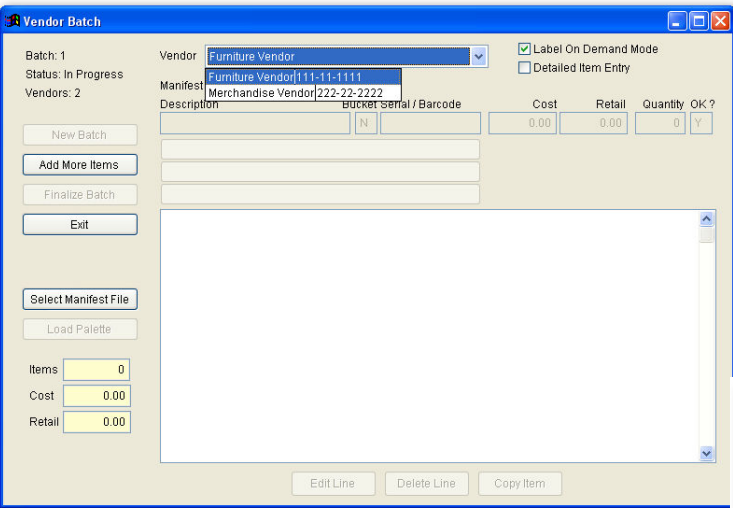 Vendor Batch
Batch: 1
Status: In Progress
Vendors: 2
Vendor Furniture Vendor
Furniture Vendor 111-11-1111
Merchandise Vendor 222-22-2222
Label On Demand Mode
Detailed Item Entry
Manifest
Description Bucket Serial / Barcode Cost Retail Quantity OK ?
N 0.00 0.00 0 Y
New Batch
Add More Items
Finalize Batch
Exit
Select Manifest File
Load Palette
Items 0
Cost 0.00
Retail 0.00
Edit Line Delete Line Copy Item